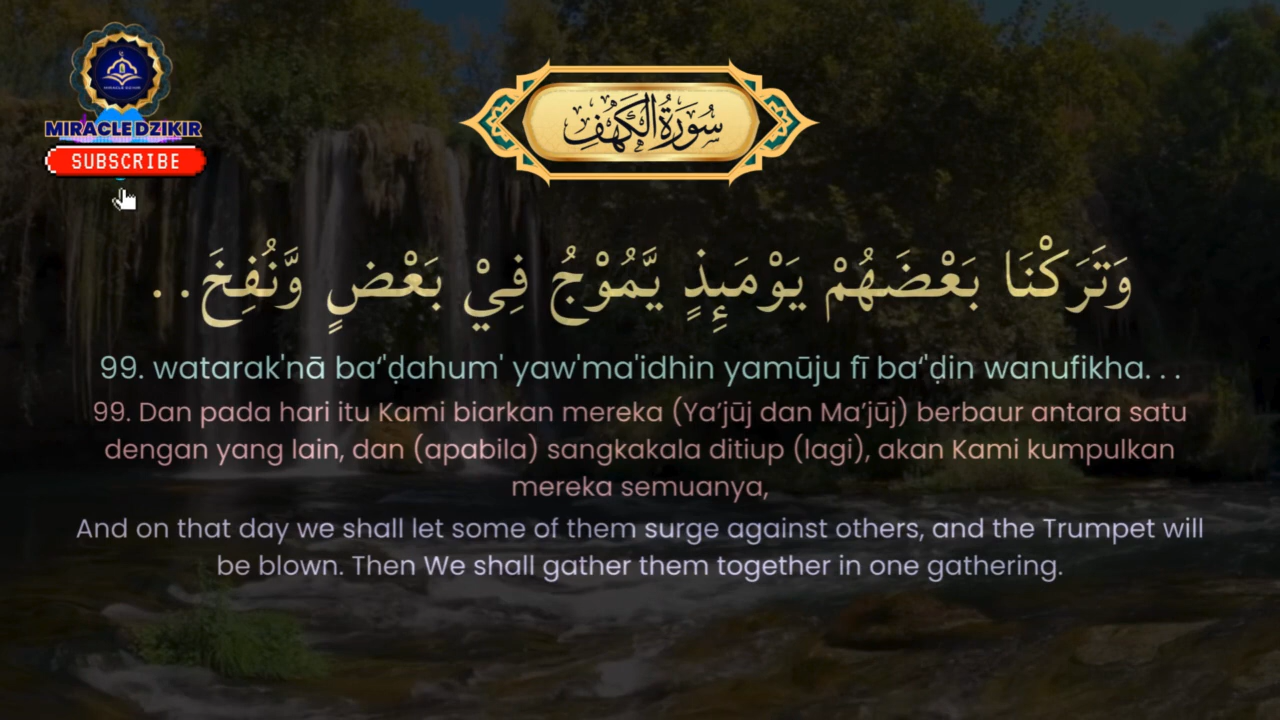 MIRACLE DZIKIR
MIRACLE DZIKIR
SUBSCRIBE
سُورَةُ الْكَهْفِ
وَتَرَكْنَا بَعْضَهُمْ يَوْمَىِٕذٍ يَّمُوْجُ فِيْ بَعْضٍ وَّنُفِخَ . .
99. watarak'nā ba‘'ḍahum' yaw'ma'idhin yamūju fī ba‘'ḍin wanufikha. . .
99. Dan pada hari itu Kami biarkan mereka (Ya’jūj dan Ma’jūj) berbaur antara satu
dengan yang lain, dan (apabila) sangkakala ditiup (lagi), akan Kami kumpulkan
mereka semuanya,
And on that day we shall let some of them surge against others, and the Trumpet will
be blown. Then We shall gather them together in one gathering.